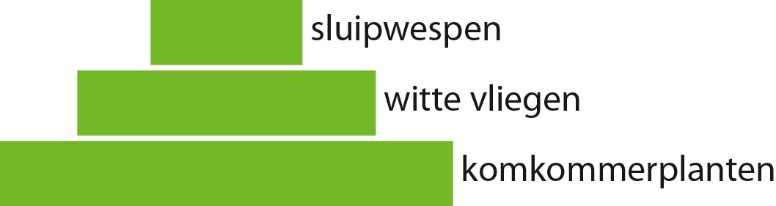 sluipwespen
witte vliegen
komkommerplanten